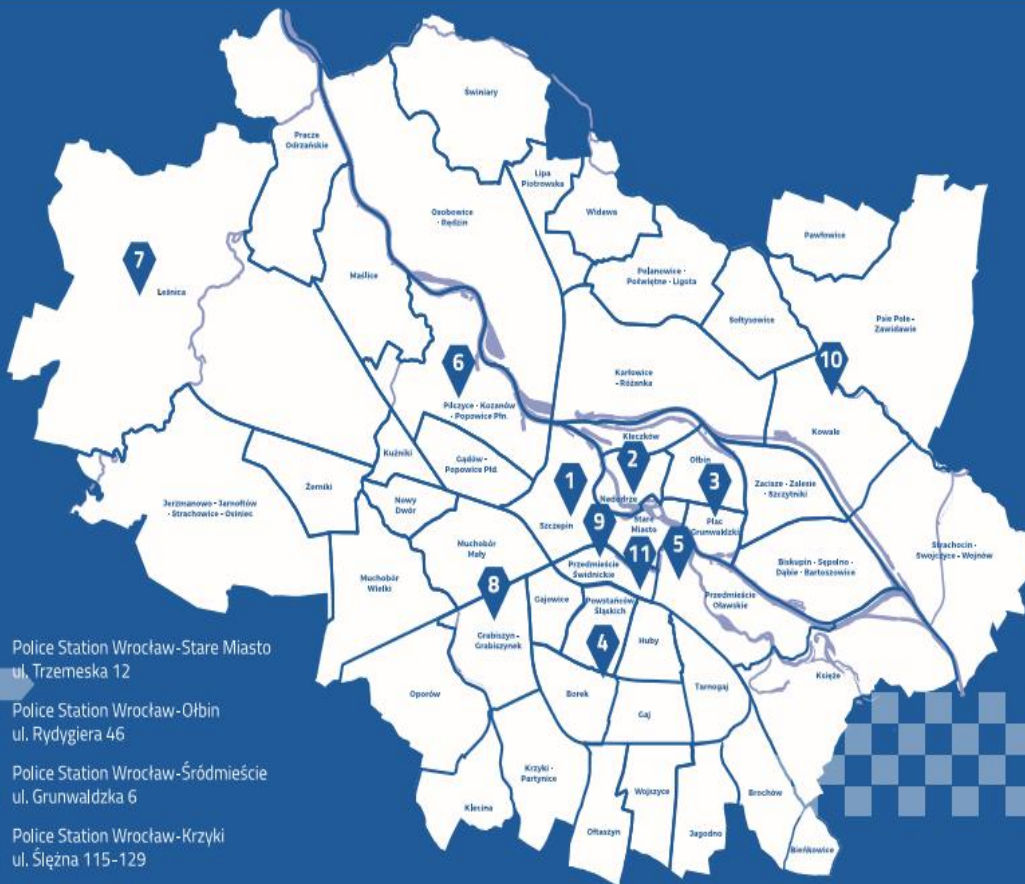 Świniary
Pracze
Odrzańskie
Lipa
Piotrowska
Osobowice
- Rędzin
Widawa
Pawłowice
7
Leśnica
Maślice
Polanowice -
Poświętne - Ligota
Sołtysowice
Psie Pole -
Zawidawie
6
Karłowice
- Różanka
10
Pilczyce - Kozanów
- Popowice Płn.
Kowale
Kuźniki
Gądów -
Popowice Płd.
Kleczków
2
Ołbin
3
Zacisze - Zalesie
- Szczytniki
Żerniki
Jerzmanowo - Jarnołtów
- Strachowice - Osiniec
Nowy
Dwór
1
Nadodrze
Szczepin
9
Stare
Miasto
Plac
Grunwaldzki
5
Strachocin -
Swojczyce - Wojnów
Muchobór
Mały
11
Przedmieście
Świdnickie
Biskupin - Sępolno -
Dąbie - Bartoszowice
Muchobór
Wielki
8
Gajowice
Powstańców
Śląskich
Przedmieście
Oławskie
Grabiszyn -
Grabiszynek
4
Huby
Księże
Oporów
Borek
Tarnogaj
Gaj
Krzyki -
Partynice
Klecina
Ołtaszyn
Wojszyce
Jagodno
Brochów
Bieńkowice
Police Station Wrocław-Stare Miasto
ul. Trzemeska 12
Police Station Wrocław-Ołbin
ul. Rydygiera 46
Police Station Wrocław-Śródmieście
ul. Grunwaldzka 6
Police Station Wrocław-Krzyki
ul. Ślężna 115-129